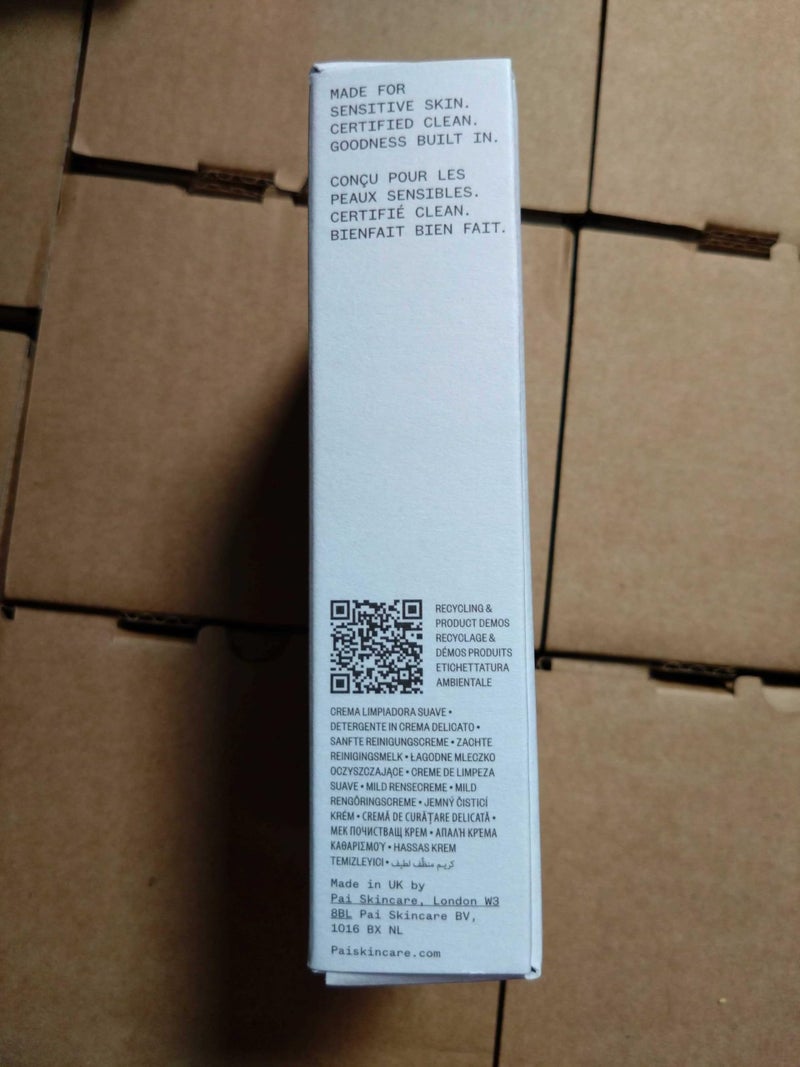 MADE FOR
SENSITIVE SKIN.
CERTIFIED CLEAN.
GOODNESS BUILT IN.
CONÇU POUR LES
PEAUX SENSIBLES.
CERTIFIÉ CLEAN.
BIENFAIT BIEN FAIT.
RECYCLING &
PRODUCT DEMOS
RECYCLAGE &
DÉMOS PRODUITS
ETICHETTATURA
AMBIENTALE
CREMA LIMPIADORA SUAVE •
DETERGENTE IN CREMA DELICATO •
SANFTE REINIGUNGSCREME • ZACHTE
REINIGINGSMELK • ŁAGODNE MLECZKO
OCZYSZCZAJĄCE • CREME DE LIMPEZA
SUAVE • MILD RENSECREME • MILD
RENGÖRINGSCREME • JEMNÝ ČISTICÍ
KRÉM • CREMĂ DE CURĂȚARE DELICATĂ •
МЕК ПОЧИСТВАЩ КРЕМ • ΑΠΑΛΉ ΚΡΈΜΑ
ΚΑΘΑΡΙΣΜΟΎ • HASSAS KREM
TEMIZLEYICI • كريم منظّف لطيف
Made in UK by
Pai Skincare, London W3
8BL Pai Skincare BV,
1016 BX NL
Paiskincare.com